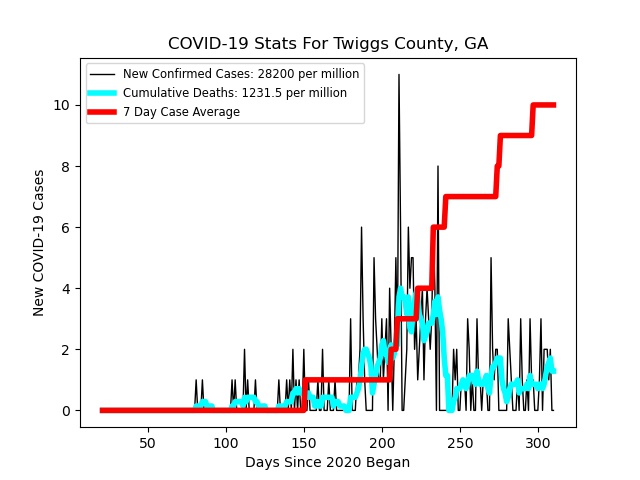 COVID-19 Stats For Twiggs County, GA
New Confirmed Cases: 28200 per million
Cumulative Deaths: 1231.5 per million
7 Day Case Average
New COVID-19 Cases
10
8
6
4
2
0
50 100 150 200 250 300
Days Since 2020 Began